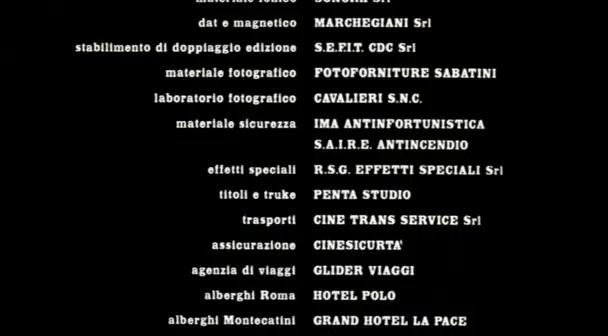 dat e magnetico MARCHEGIANI Srl
stabilimento di doppiaggio edizione S.E.F.I.T. CDC Srl
materiale fotografico FOTOFORNITURE SABATINI
laboratorio fotografico CAVALIERI S.N.C.
materiale sicurezza IMA ANTINFORTUNISTICA
S.A.I.R.E. ANTINCENDIO
effetti speciali R.S.G. EFFETTI SPECIALI Srl
titoli e truke PENTA STUDIO
trasporti CINE TRANS SERVICE Srl
assicurazione CINESICURTA'
agenzia di viaggi GLIDER VIAGGI
alberghi Roma HOTEL POLO
alberghi Montecatini GRAND HOTEL LA PACE